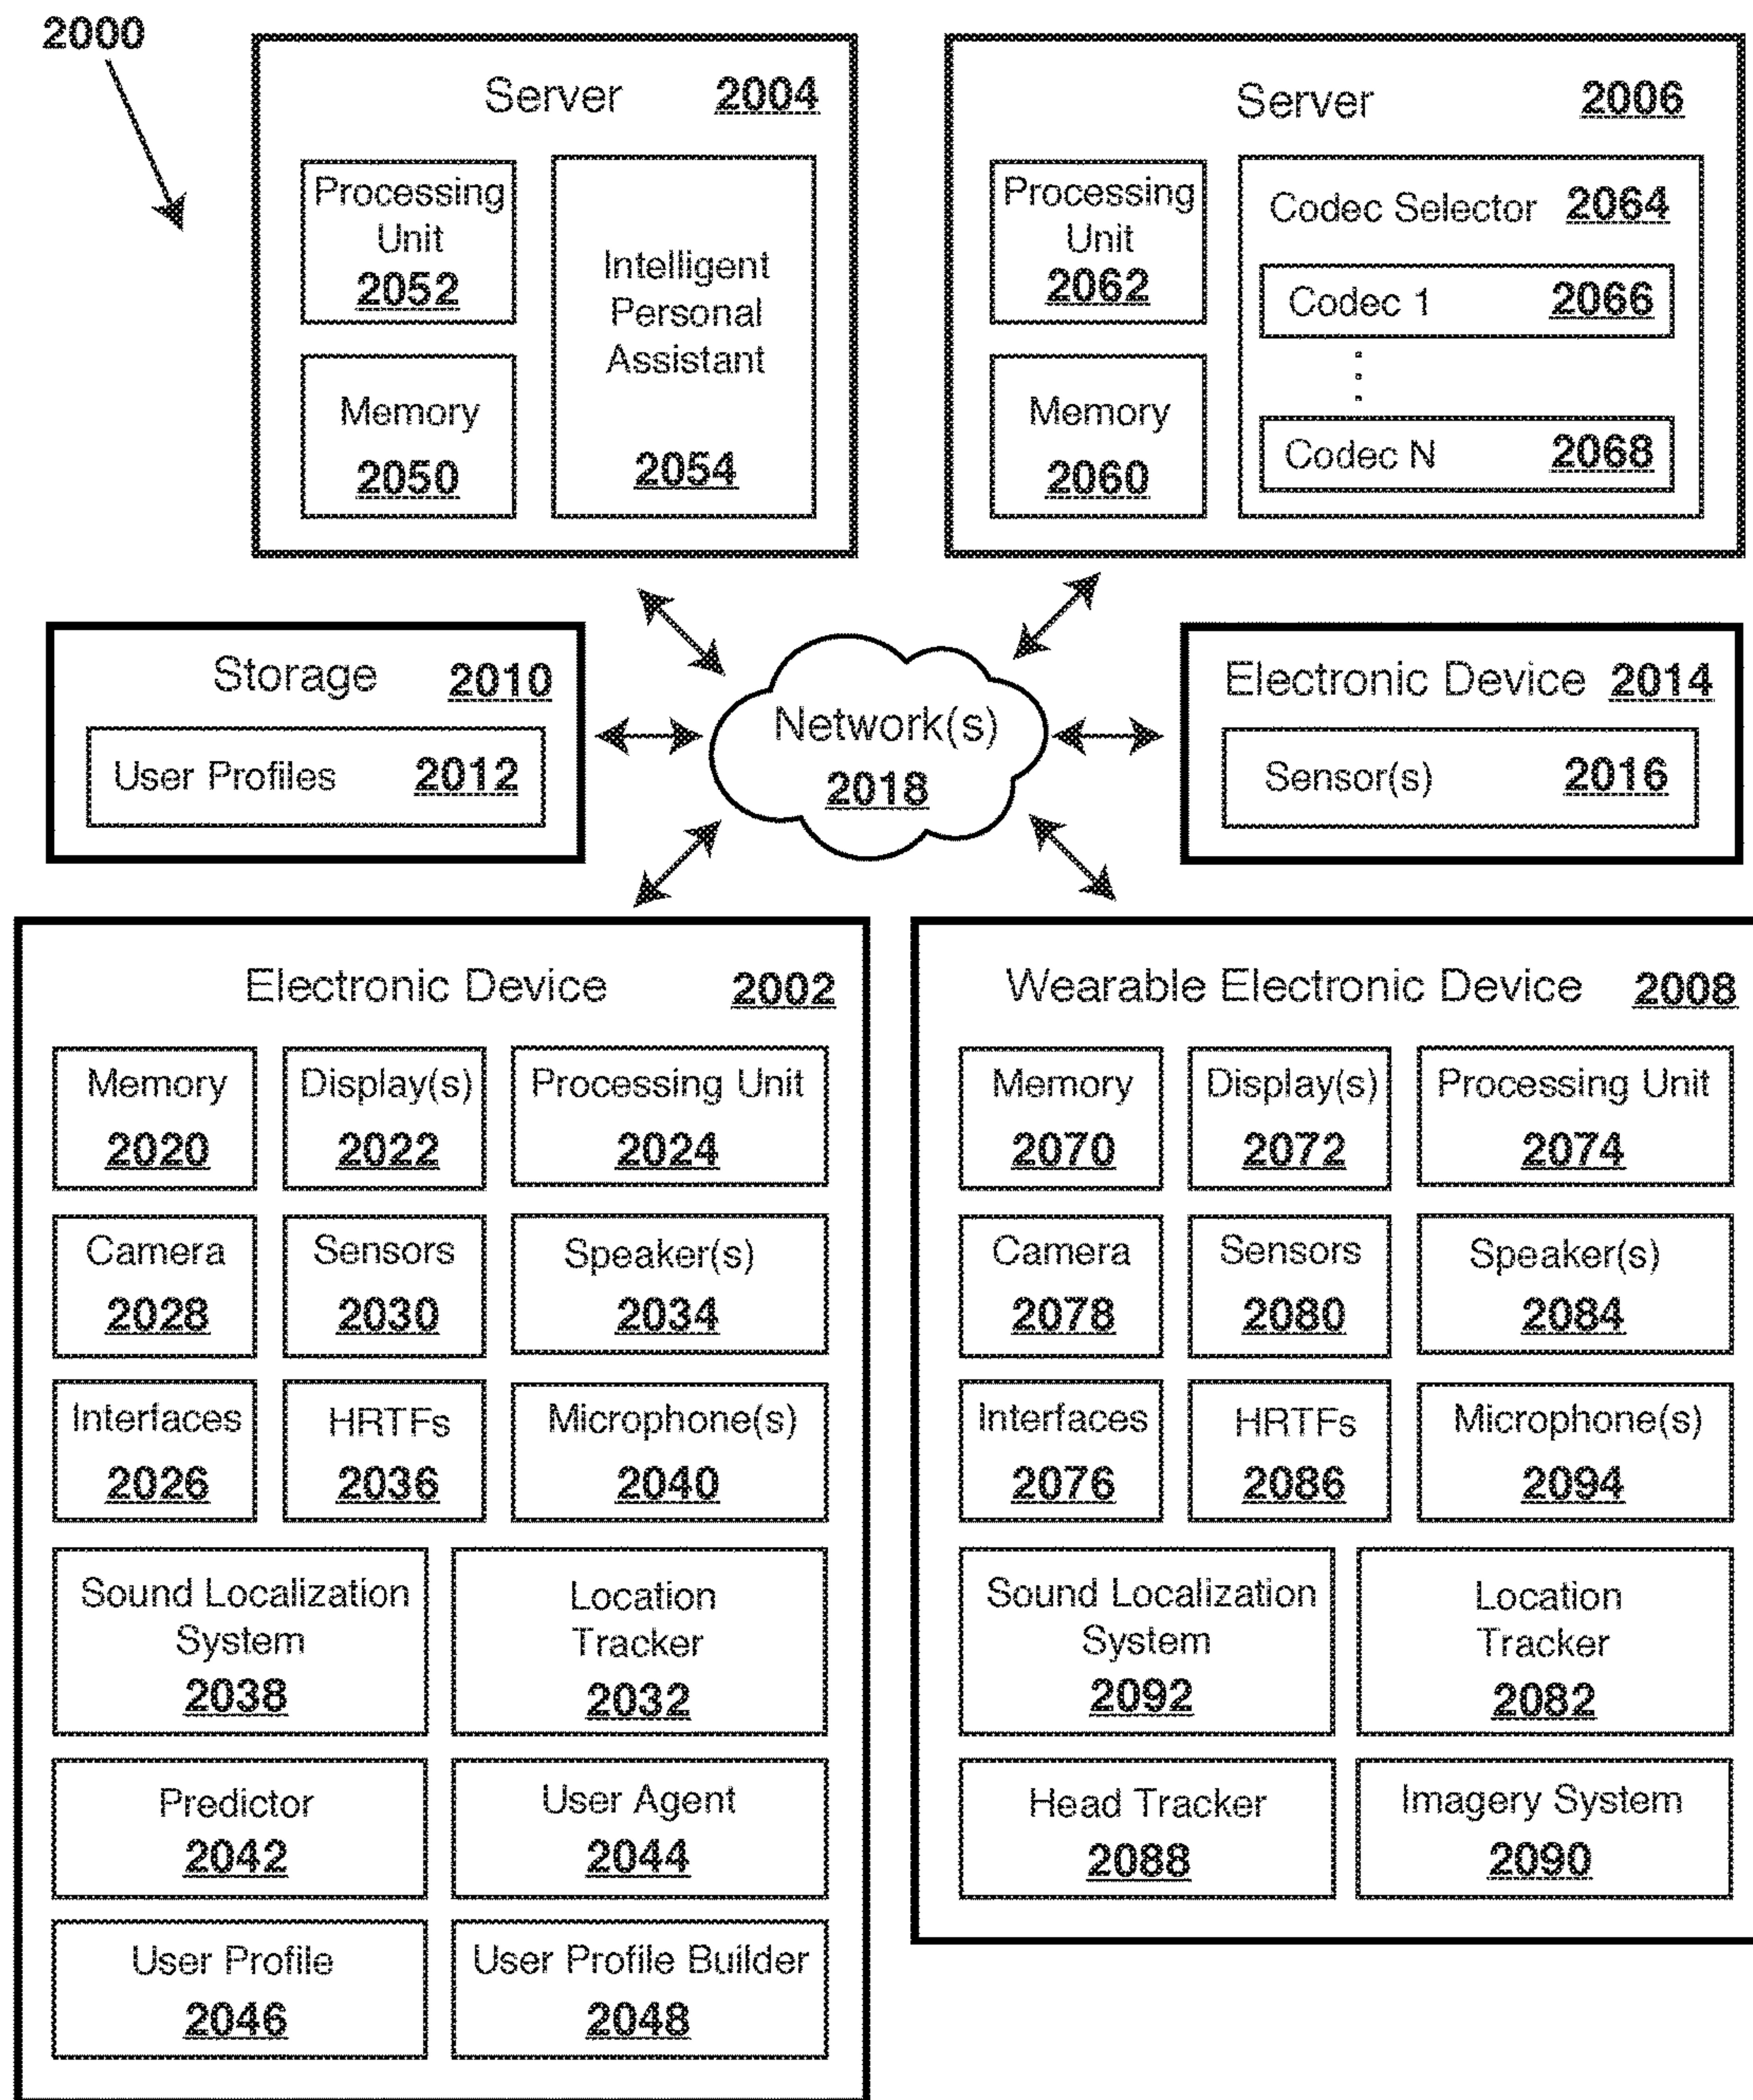 2000
Server 2004
Processing
Unit
2052
Memory
2050
Intelligent
Personal
Assistant
2054
Server 2006
Processing
Unit
2062
Memory
2060
Codec Selector 2064
Codec 1 2066
Codec N 2068
Storage 2010
User Profiles 2012
Network(s)
2018
Electronic Device 2014
Sensor(s) 2016
Electronic Device 2002
Memory
2020
Display(s)
2022
Processing Unit
2024
Camera
2028
Sensors
2030
Speaker(s)
2034
Interfaces
2026
HRTFs
2036
Microphone(s)
2040
Sound Localization
System
2038
Location
Tracker
2032
Predictor
2042
User Agent
2044
User Profile
2046
User Profile Builder
2048
Wearable Electronic Device 2008
Memory
2070
Display(s)
2072
Processing Unit
2074
Camera
2078
Sensors
2080
Speaker(s)
2084
Interfaces
2076
HRTFs
2086
Microphone(s)
2094
Sound Localization
System
2092
Location
Tracker
2082
Head Tracker
2088
Imagery System
2090